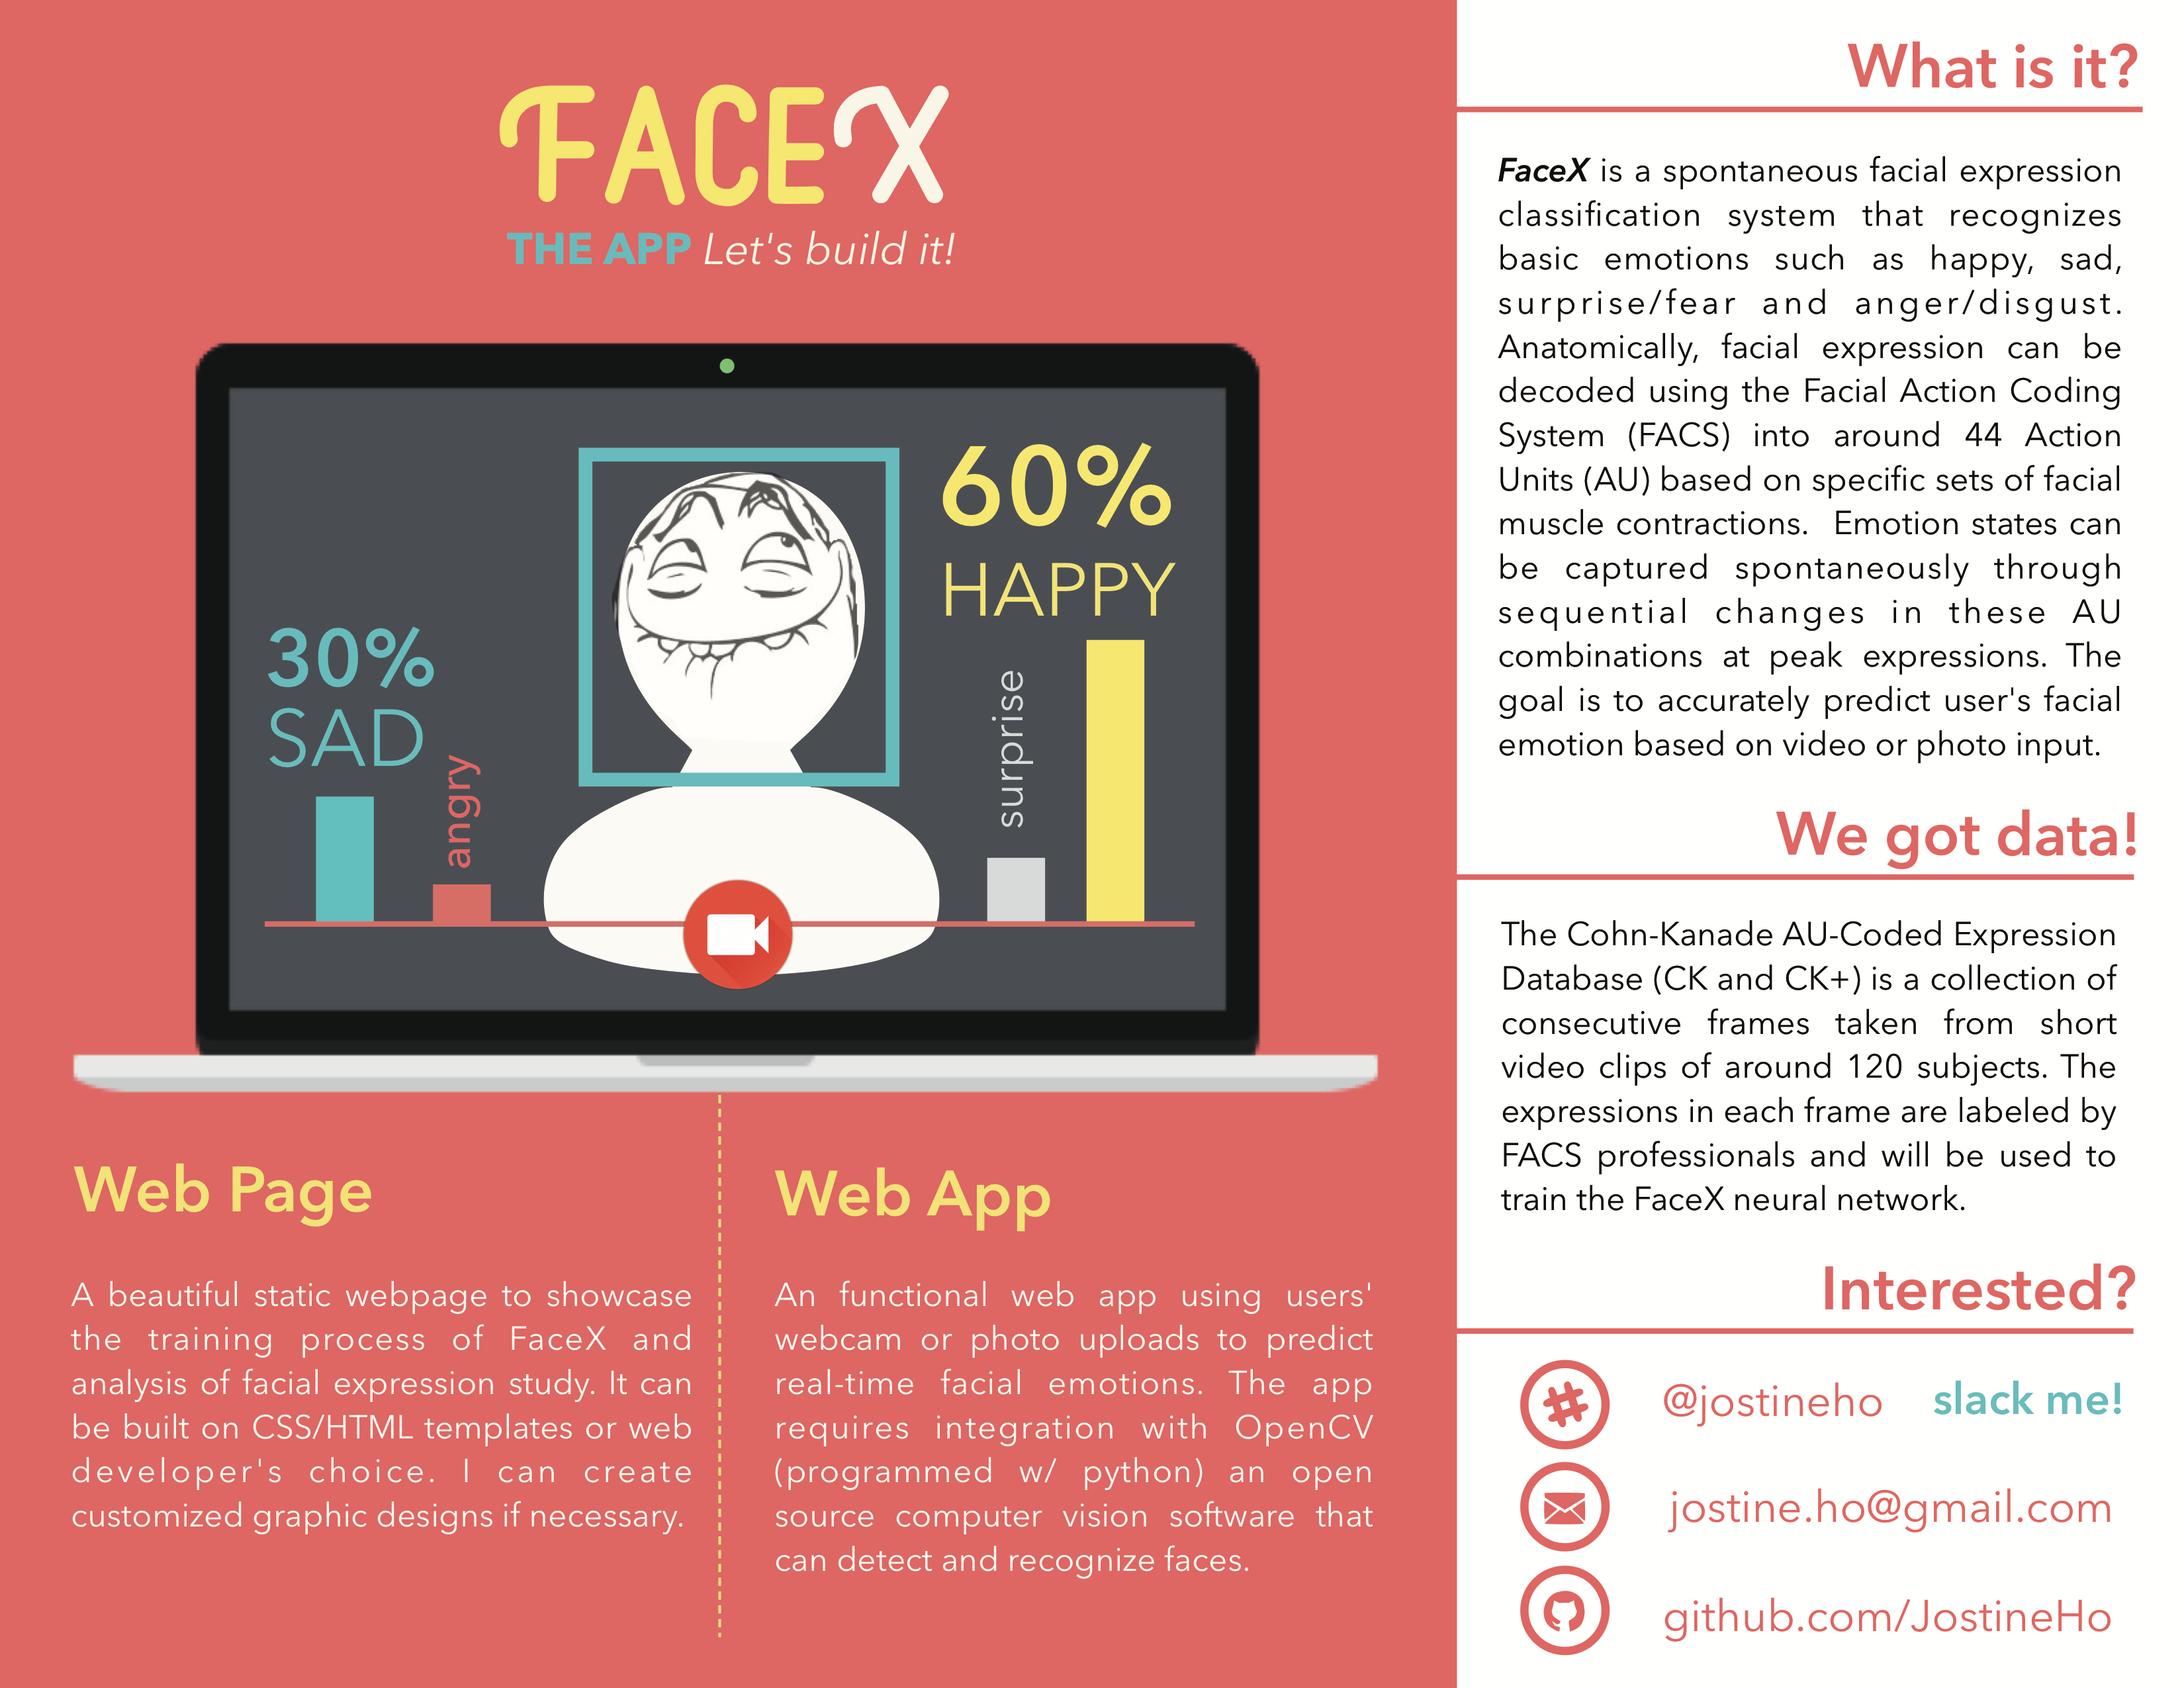 FACEX
THE APP Let's build it!
60%
HAPPY
30%
SAD
angry
surprise
Web Page
A beautiful static webpage to showcase
the training process of FaceX and
analysis of facial expression study. It can
be built on CSS/HTML templates or web
developer's choice. I can create
customized graphic designs if necessary.
Web App
An functional web app using users'
webcam or photo uploads to predict
real-time facial emotions. The app
requires integration with OpenCV
(programmed w/ python) an open
source computer vision software that
can detect and recognize faces.
What is it?
FaceX is a spontaneous facial expression
classification system that recognizes
basic emotions such as happy, sad,
surprise/fear and anger/disgust.
Anatomically, facial expression can be
decoded using the Facial Action Coding
System (FACS) into around 44 Action
Units (AU) based on specific sets of facial
muscle contractions. Emotion states can
be captured spontaneously through
sequential changes in these AU
combinations at peak expressions. The
goal is to accurately predict user's facial
emotion based on video or photo input.
We got data!
The Cohn-Kanade AU-Coded Expression
Database (CK and CK+) is a collection of
consecutive frames taken from short
video clips of around 120 subjects. The
expressions in each frame are labeled by
FACS professionals and will be used to
train the FaceX neural network.
Interested?
@jostineho slack me!
jostine.ho@gmail.com
github.com/JostineHo